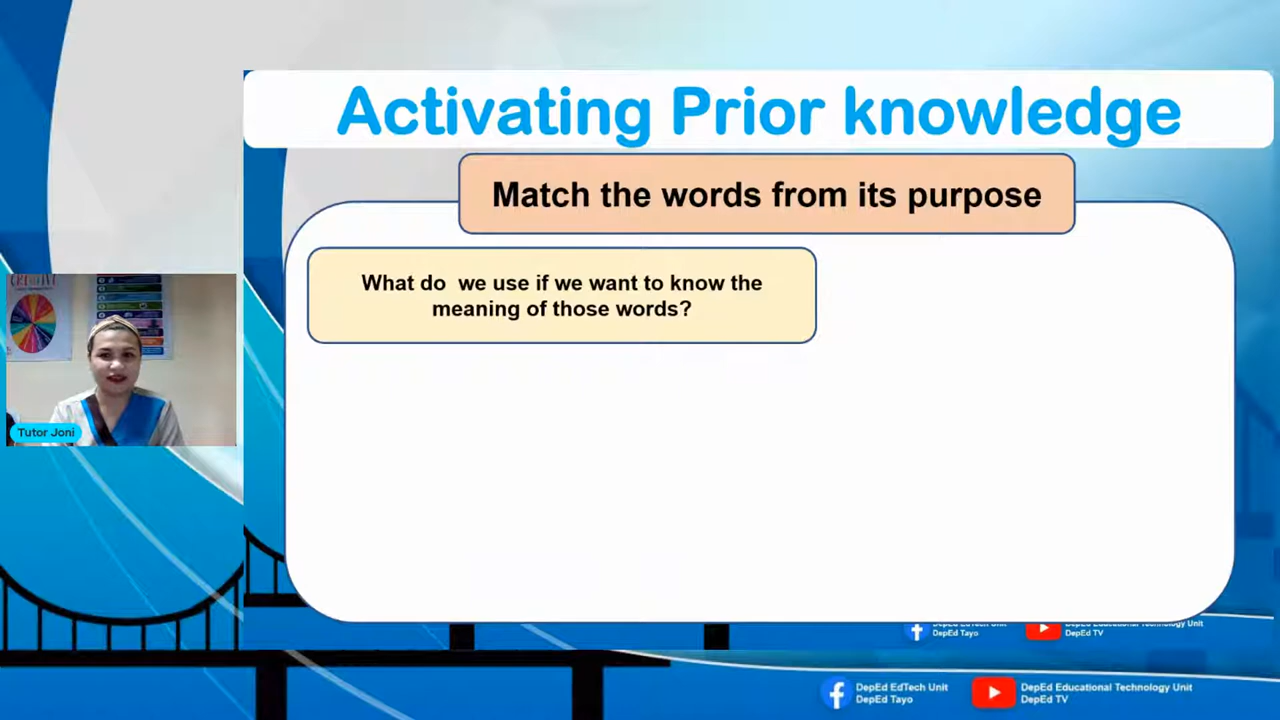 Activating Prior knowledge
Match the words from its purpose
What do we use if we want to know the
meaning of those words?
Tutor Joni
DepEd EdTech Unit
DepEd Tayo
DepEd Educational Technology Unit
DepEd TV
DepEd EdTech Unit
DepEd Tayo
DepEd Educational Technology Unit
DepEd TV